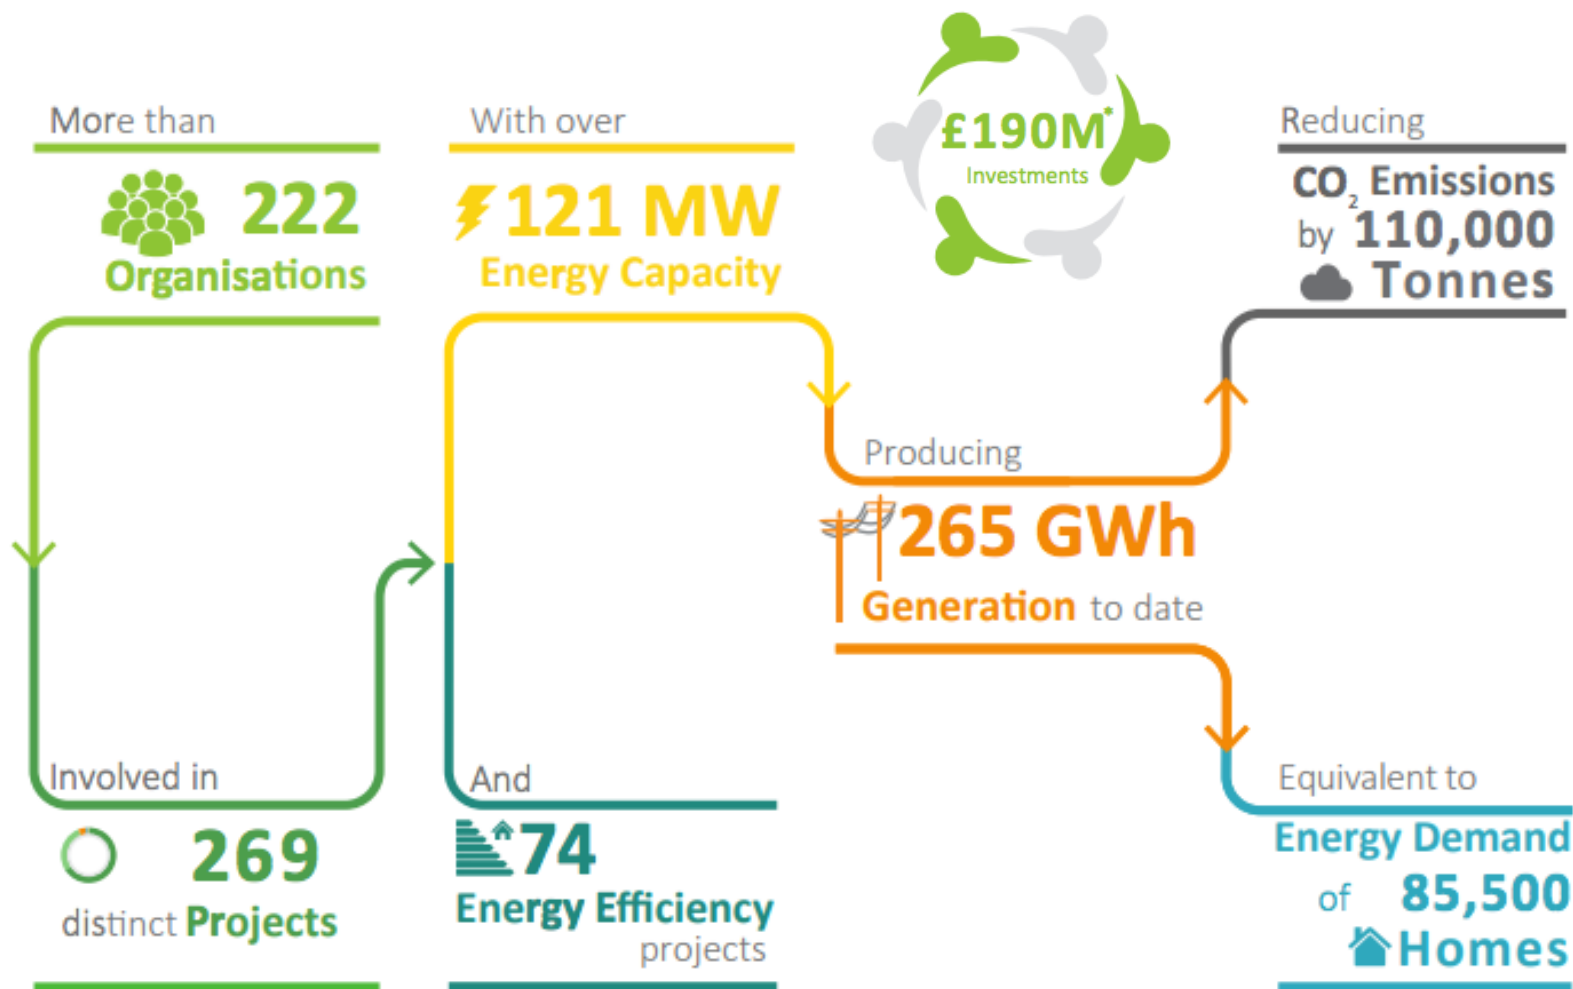 More than
222
Organisations
Involved in
269
distinct Projects
With over
121 MW
Energy Capacity
And
74
Energy Efficiency
projects
£190M*
Investments
Producing
265 GWh
Generation to date
Reducing
CO₂ Emissions
by 110,000
Tonnes
Equivalent to
Energy Demand
of 85,500
Homes